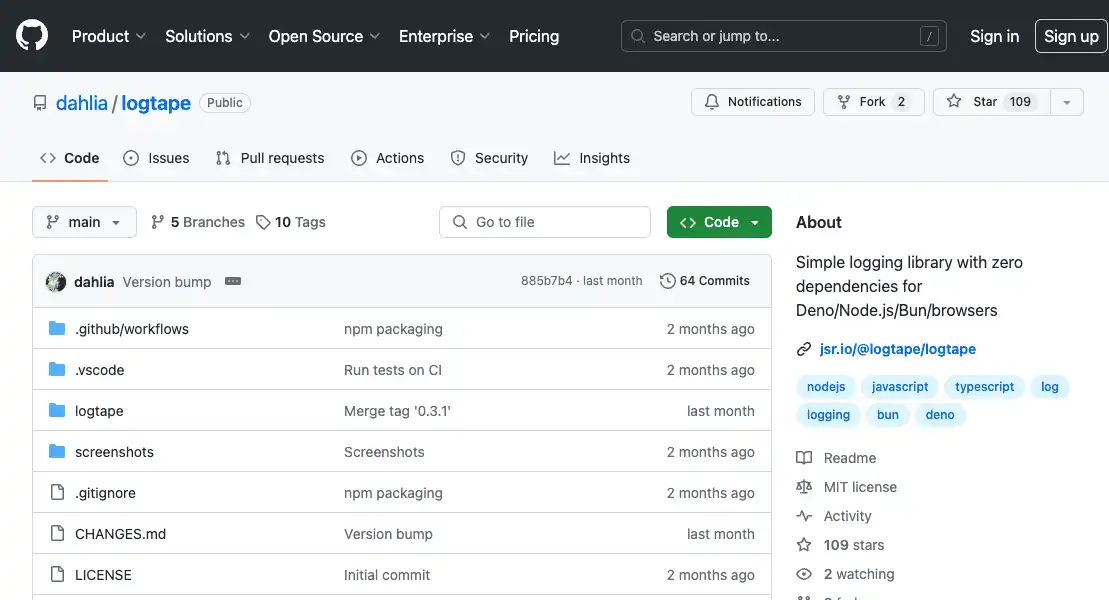 Product Solutions Open Source Enterprise Pricing Search or jump to... / Sign in Sign up
dahlia / logtape Public Notifications Fork 2 Star 109
Code Issues Pull requests Actions Security Insights
main 5 Branches 10 Tags Go to file Code
dahlia Version bump 885b7b4 · last month 64 Commits
.github/workflows npm packaging 2 months ago
.vscode Run tests on CI 2 months ago
logtape Merge tag '0.3.1' last month
screenshots Screenshots 2 months ago
.gitignore npm packaging 2 months ago
CHANGES.md Version bump last month
LICENSE Initial commit 2 months ago
About
Simple logging library with zero
dependencies for
Deno/Node.js/Bun/browsers
jsr.io/@logtape/logtape
nodejs javascript typescript log
logging bun deno
Readme
MIT license
Activity
109 stars
2 watching